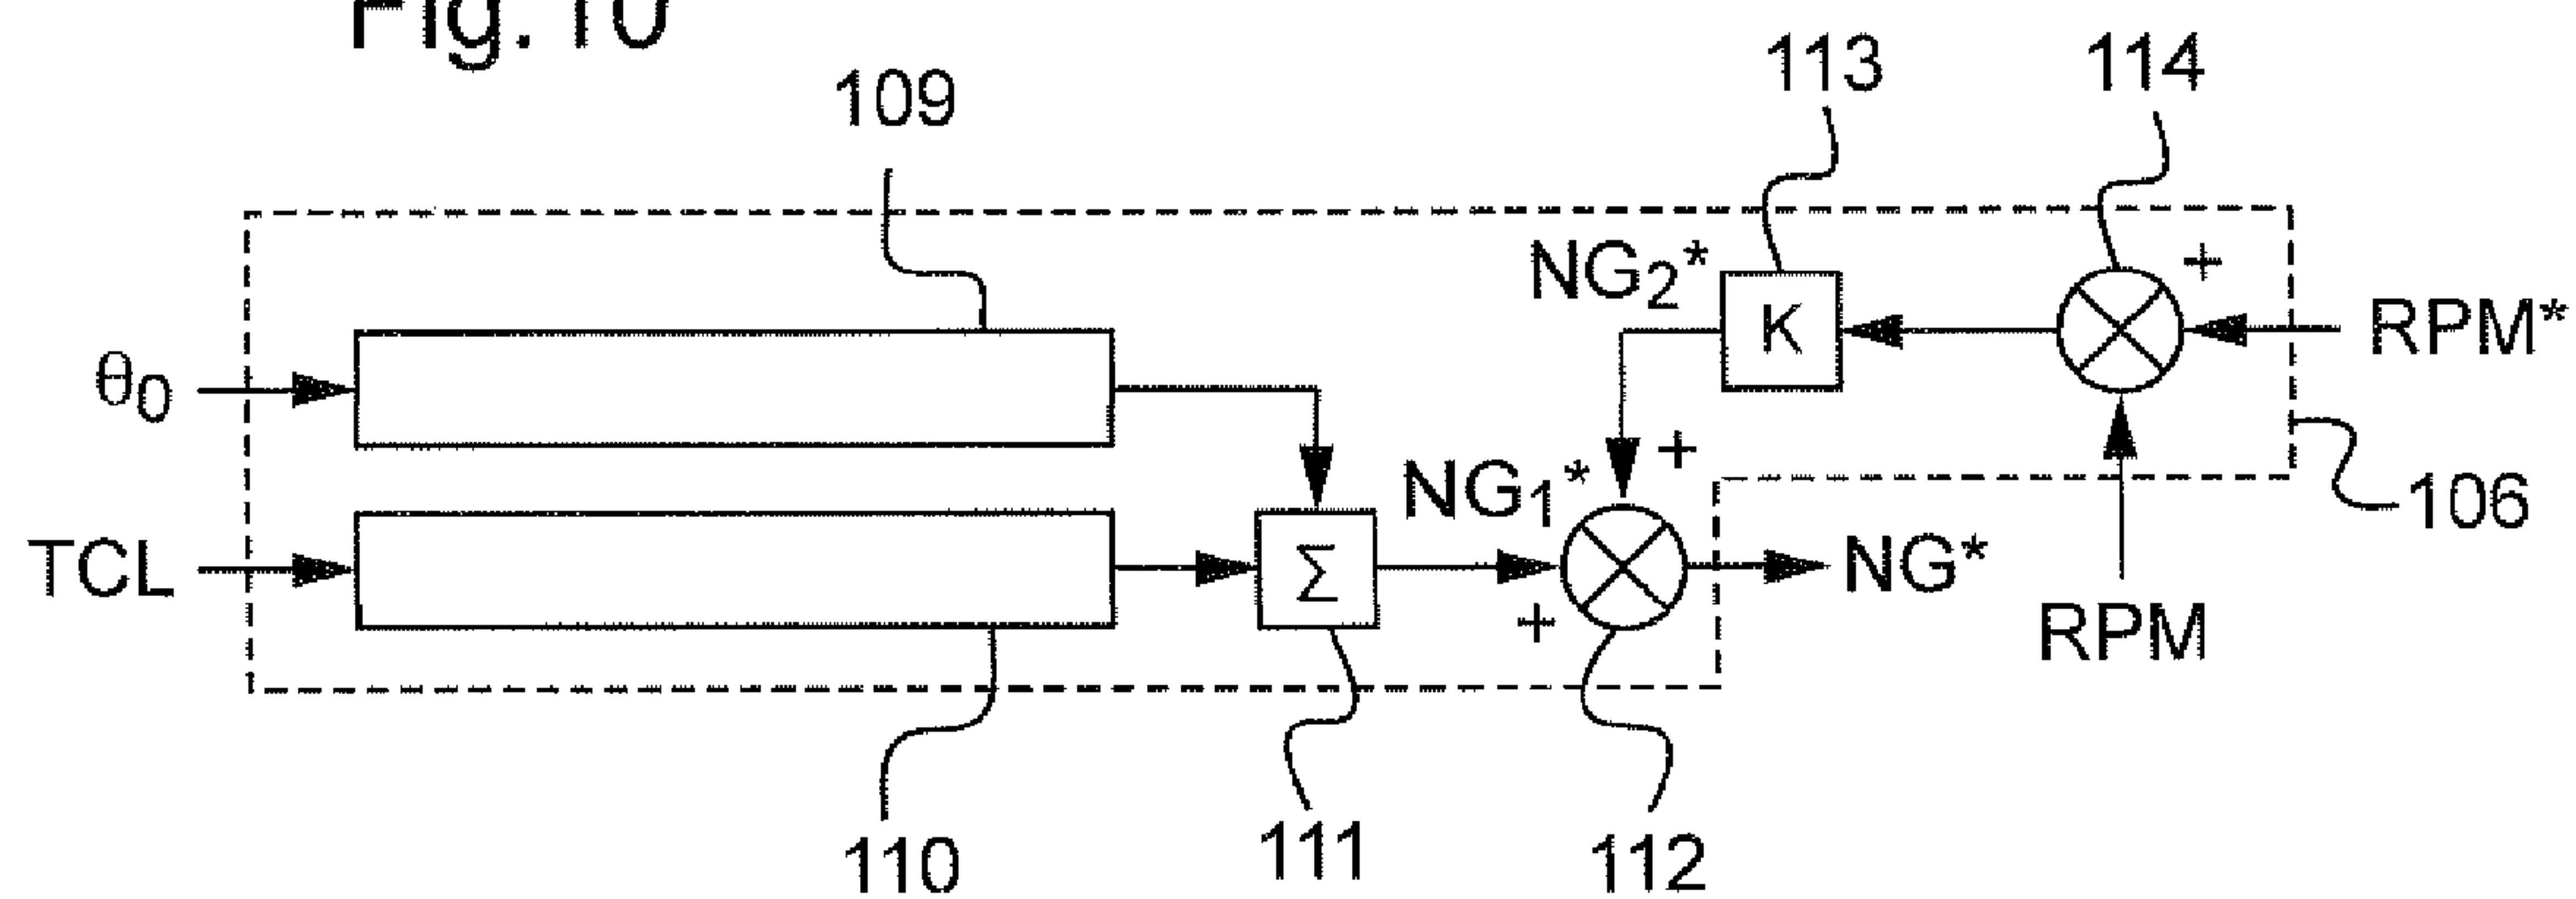 Fig. 10
109
113
114
NG2*
K
+
RPM*
θ0
+
NG1*
106
TCL
Σ
+
NG*
RPM
110
111
112